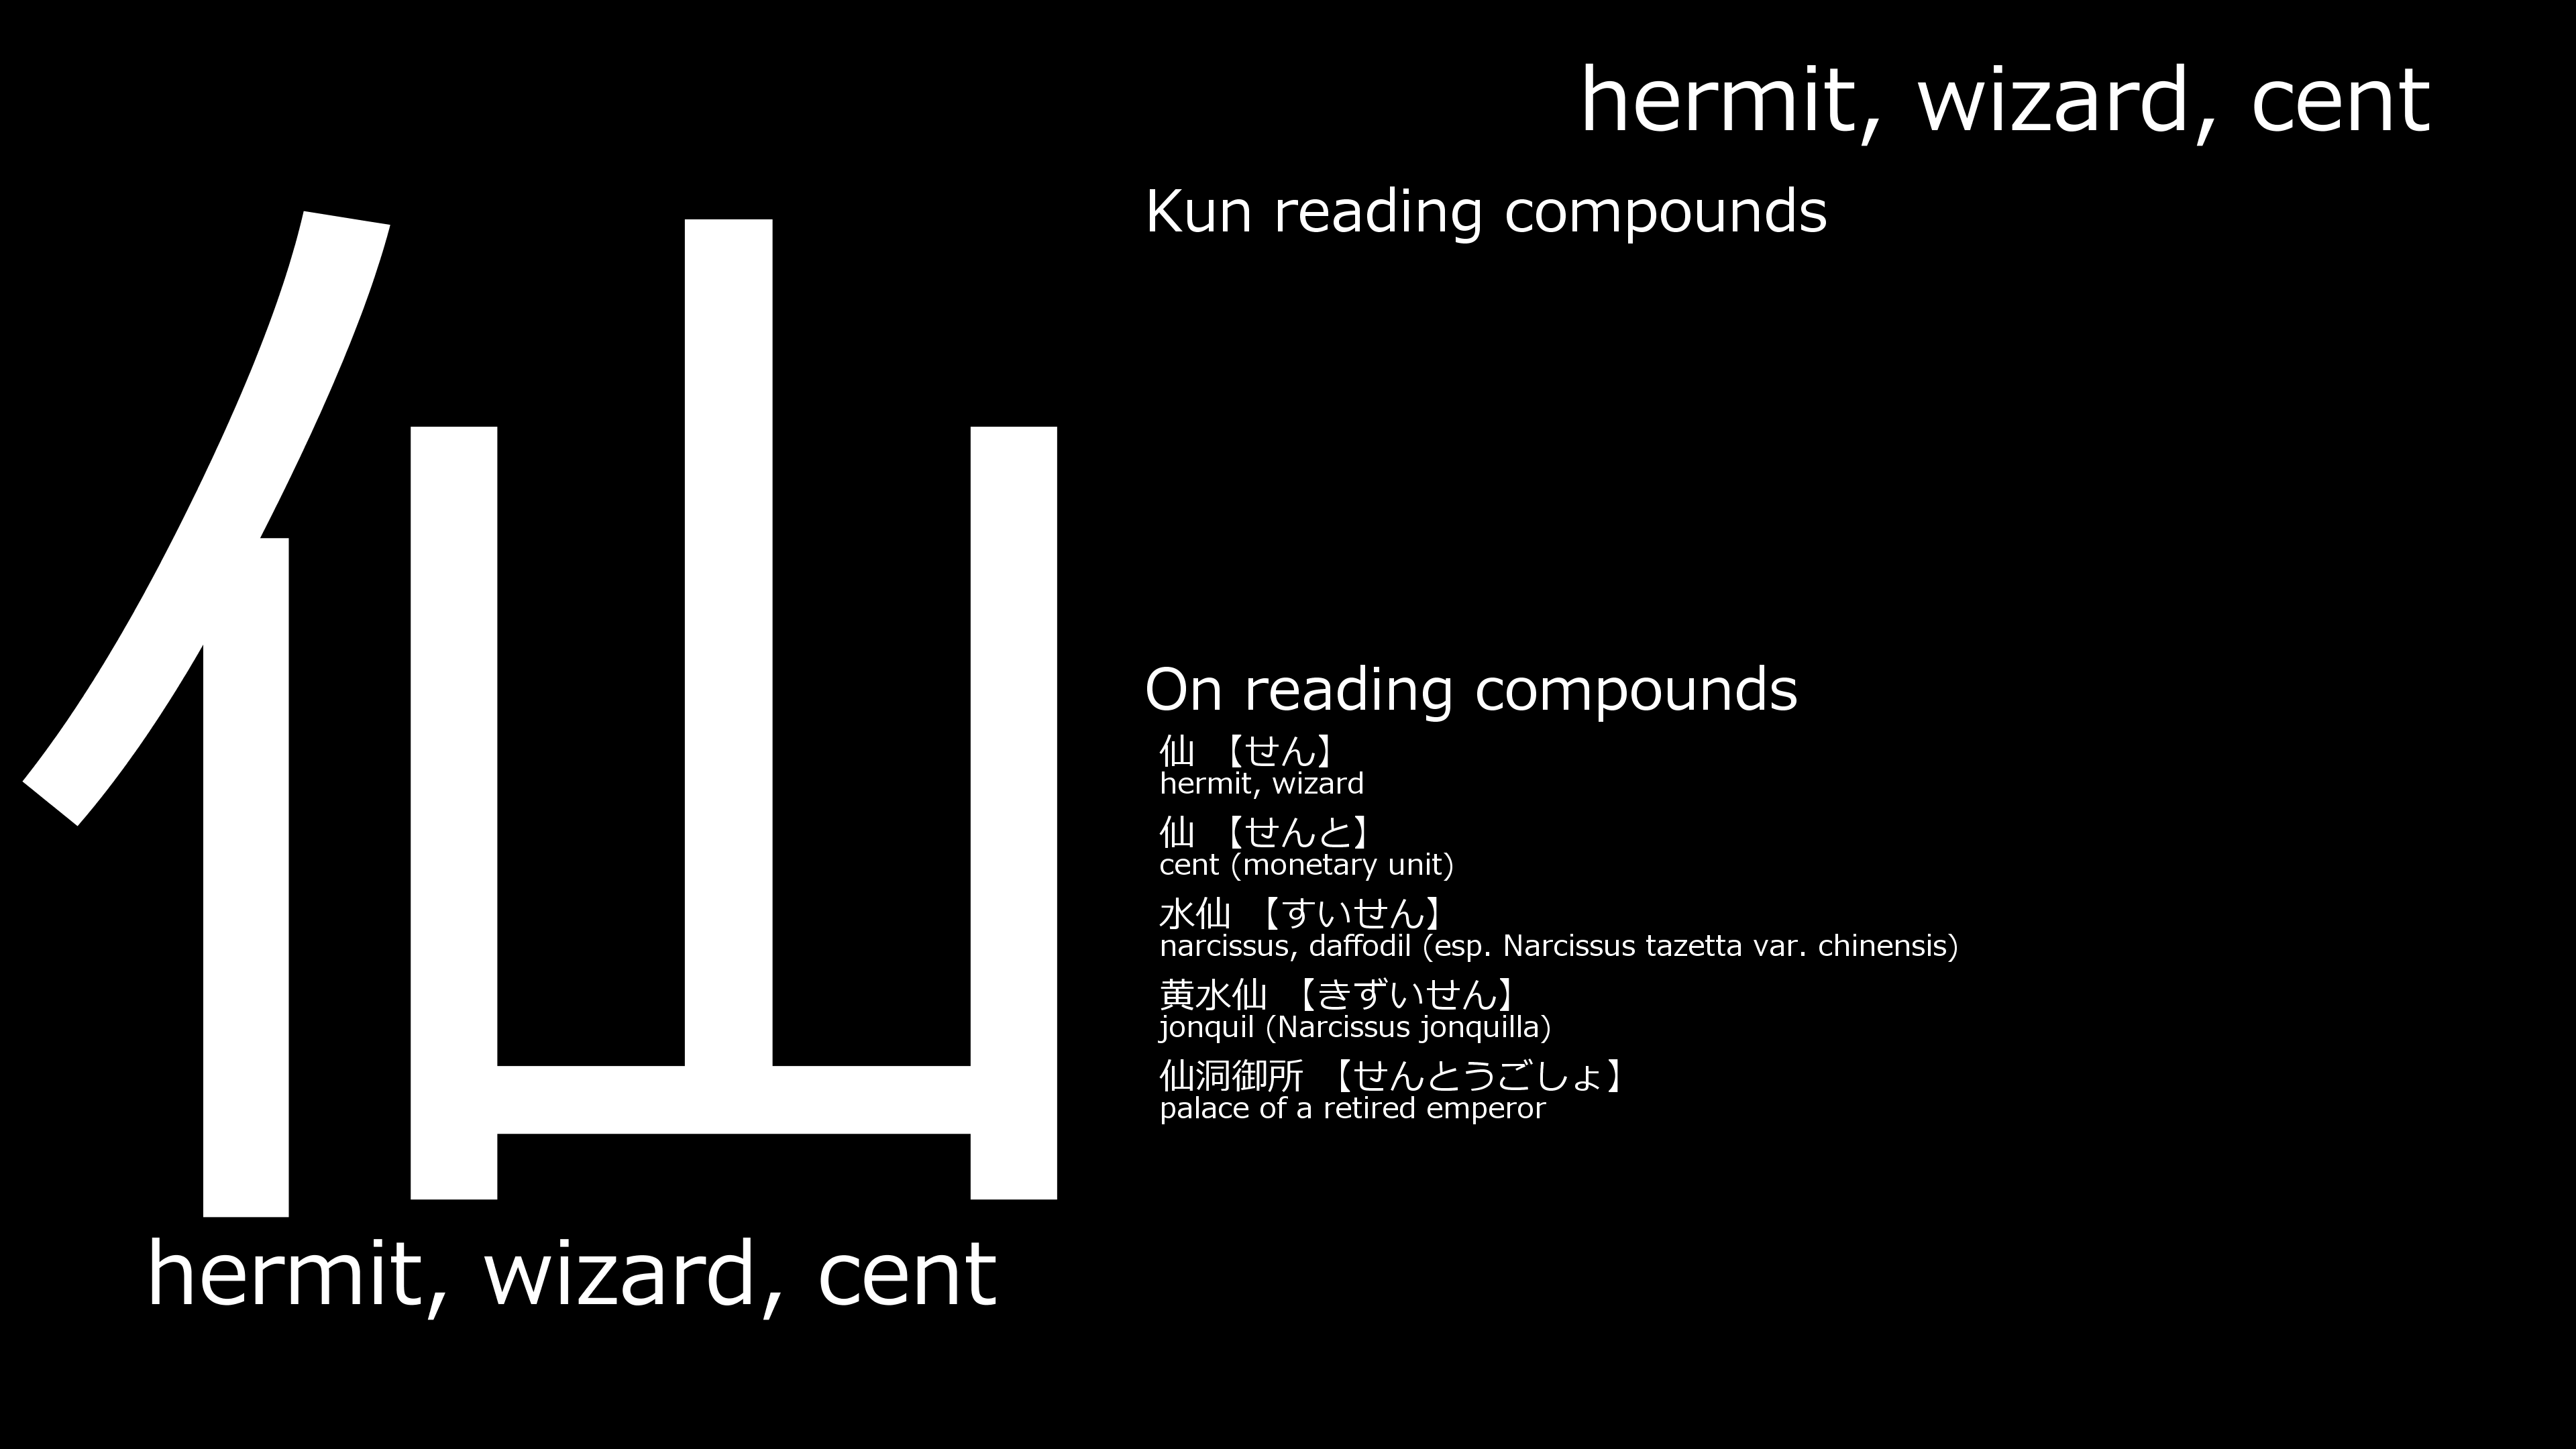 hermit, wizard, cent
Kun reading compounds
仙
On reading compounds
仙 【せん】
hermit, wizard
仙 【せんと】
cent (monetary unit)
水仙 【すいせん】
narcissus, daffodil (esp. Narcissus tazetta var. chinensis)
黄水仙 【きずいせん】
jonquil (Narcissus jonquilla)
仙洞御所 【せんとうごしょ】
palace of a retired emperor
hermit, wizard, cent